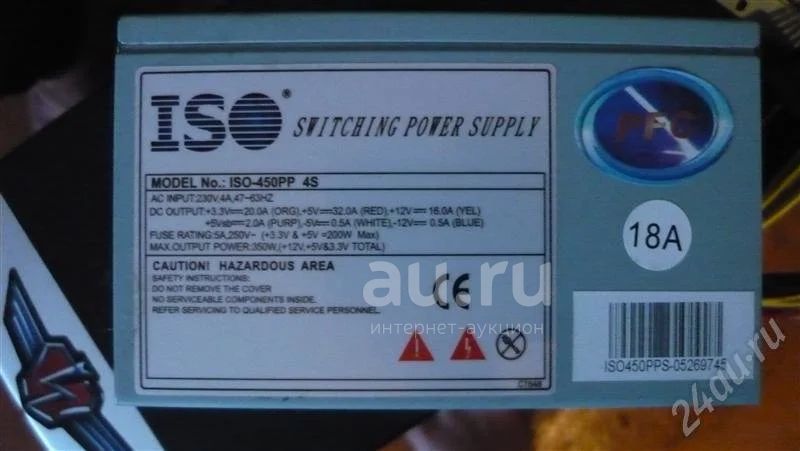 ISO®
SWITCHING POWER SUPPLY
PFC
MODEL No.: ISO-450PP 4S
AC INPUT:230V,4A,47~63HZ
DC OUTPUT:+3.3V⎓20.0A (ORG),+5V⎓32.0A (RED),+12V⎓16.0A (YEL)
+5Vsb⎓2.0A (PURP),-5V⎓0.5A (WHITE),-12V⎓0.5A (BLUE)
FUSE RATING:5A,250V~ (+3.3V & +5V =200W Max)
MAX.OUTPUT POWER:350W,(+12V,+5V&3.3V TOTAL)
18A
CAUTION! HAZARDOUS AREA
SAFETY INSTRUCTIONS:
DO NOT REMOVE THE COVER
NO SERVICEABLE COMPONENTS INSIDE.
REFER SERVICING TO QUALIFIED SERVICE PERSONNEL.
CE
au.ru
интернет-аукцион
ISO450PPS-05269745
24au.ru